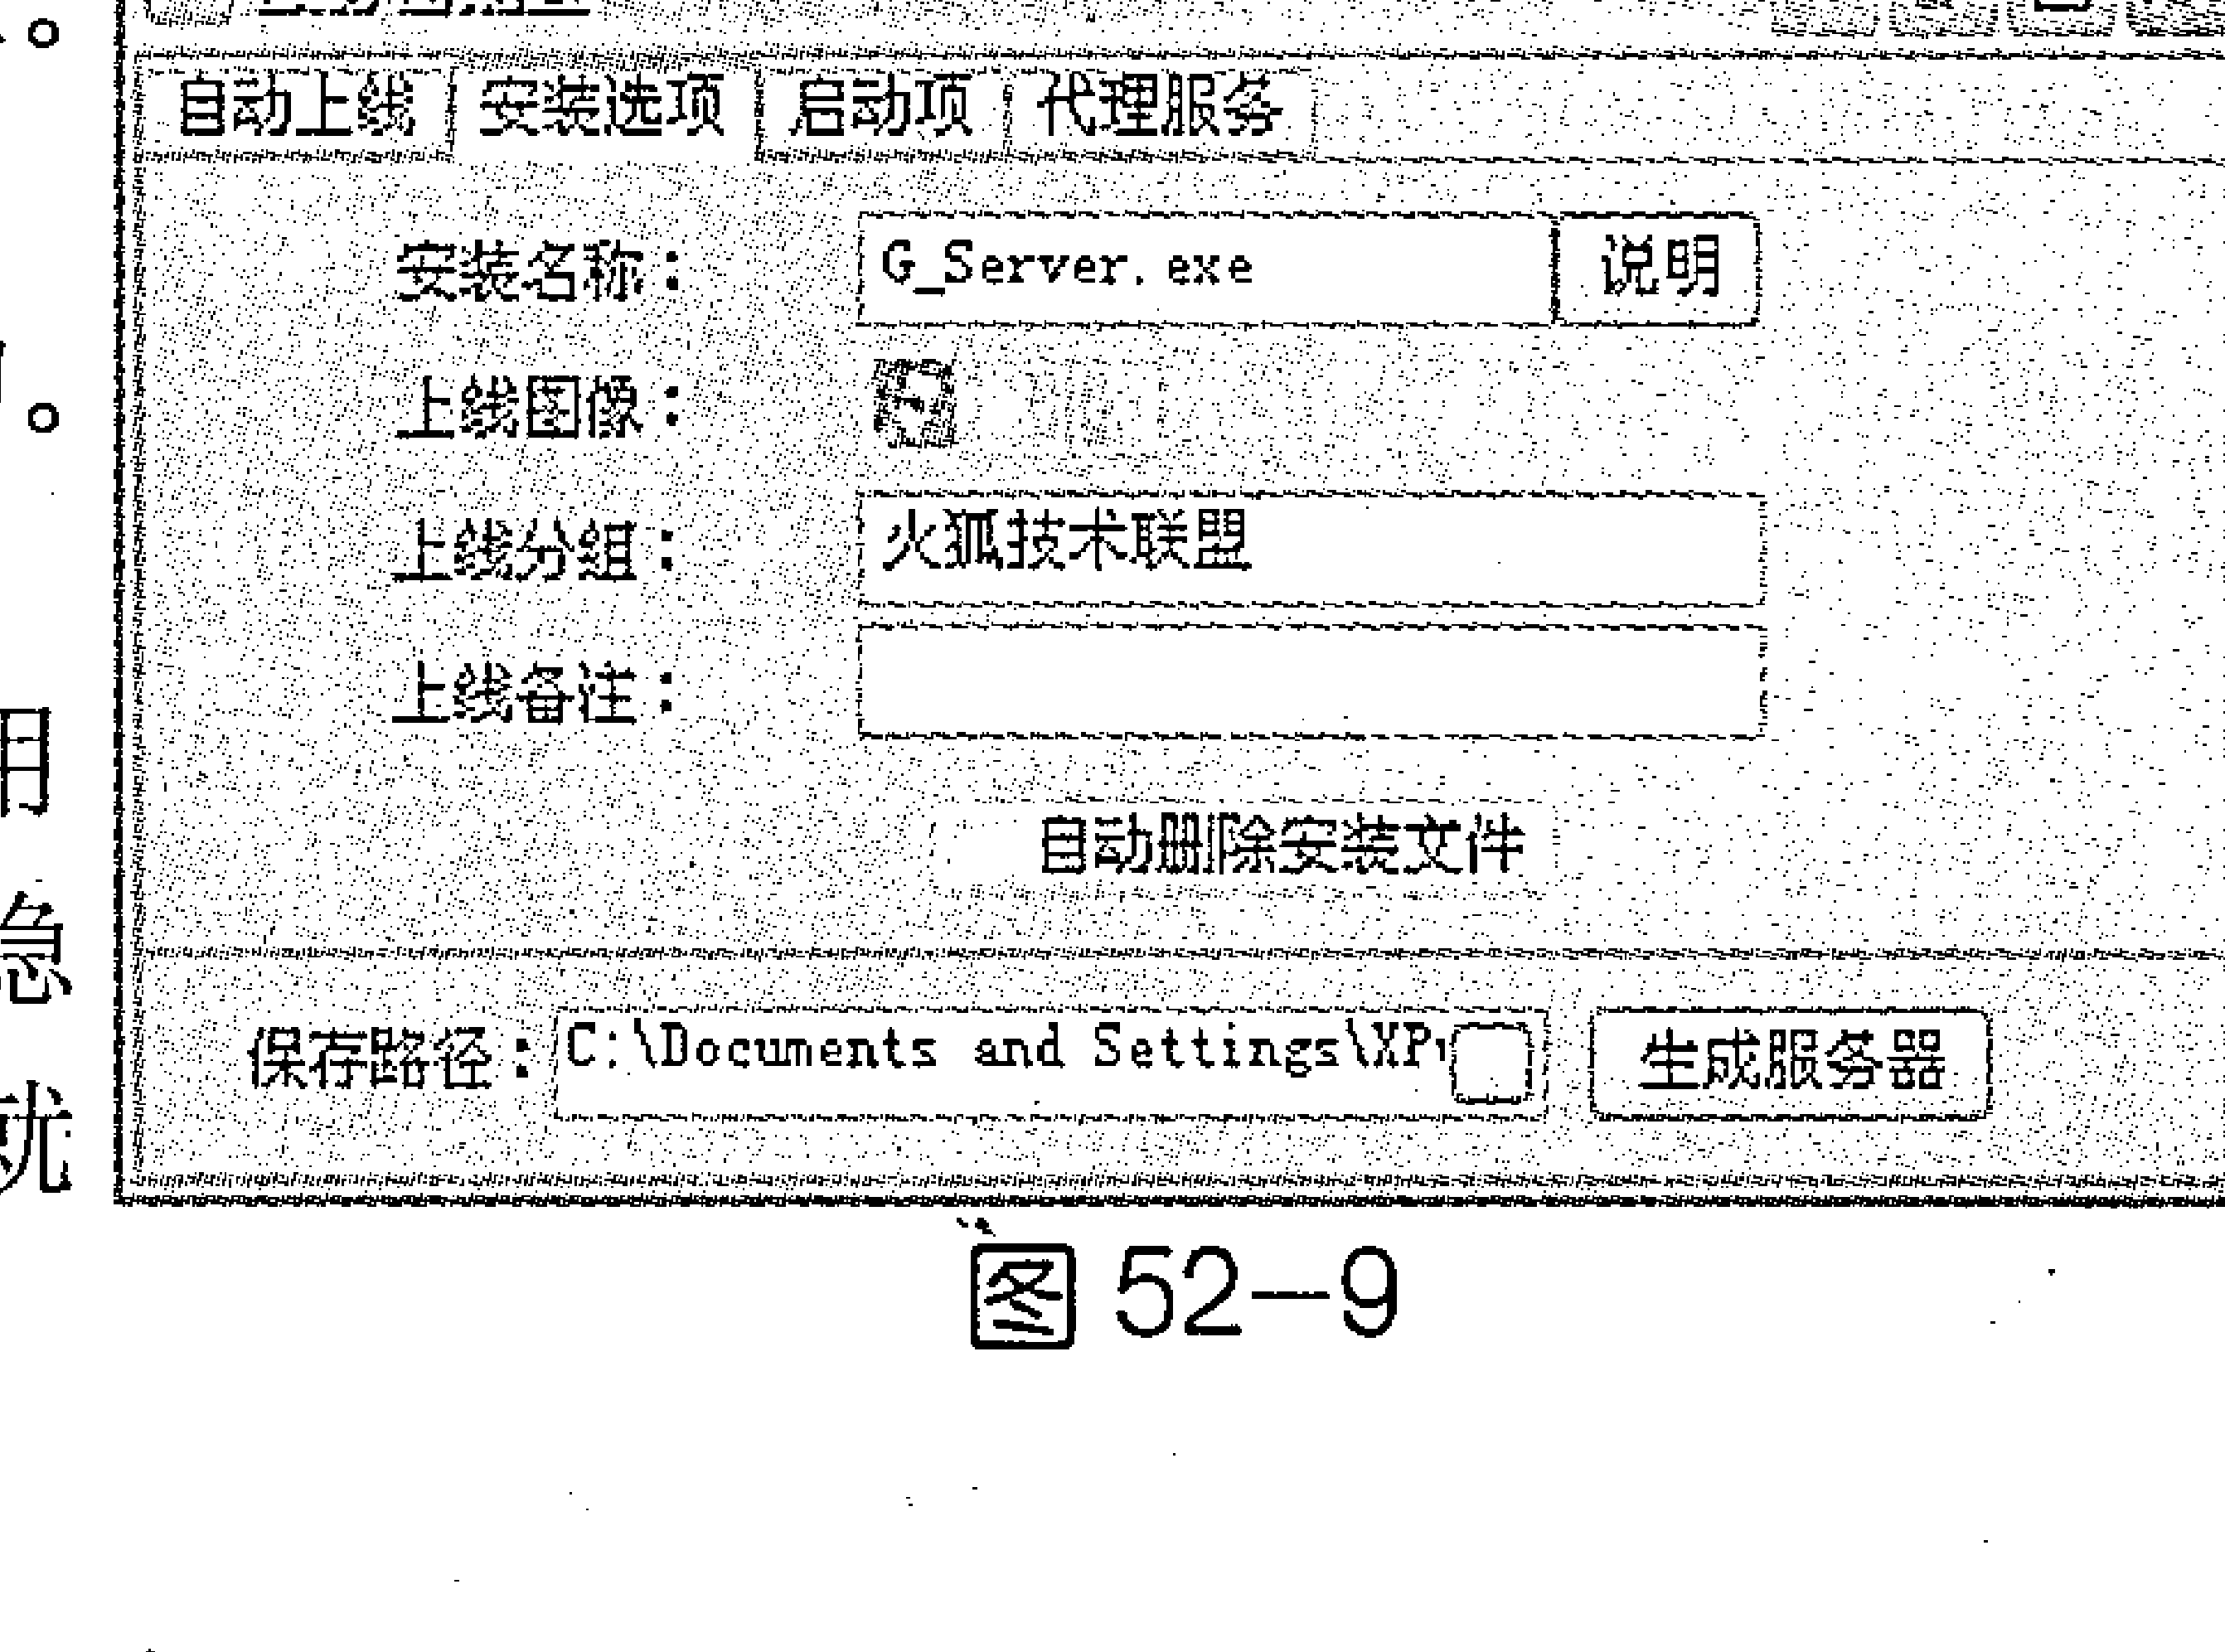 自动上线 安装选项 启动项 代理服务
安装名称： G_Server.exe 说明
上线图像：
上线分组： 火狐技术联盟
上线备注：
自动删除安装文件
保存路径： C:\Documents and Settings\XP 生成服务器
图 52-9
。
。
用
急
就